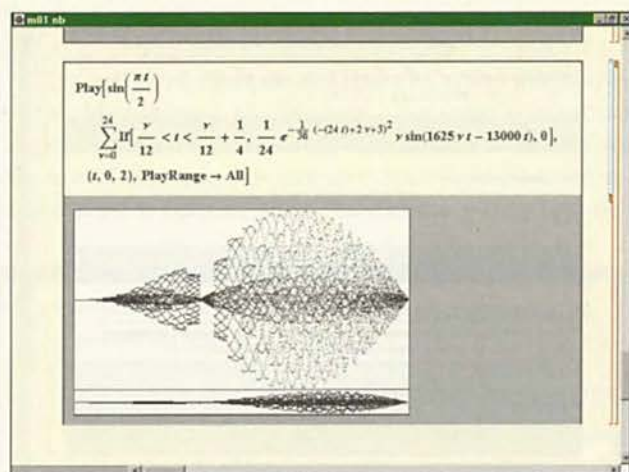 m01 nb
Play[sin(πt/2)
∑_{ν=0}^{24} If[ν/12 < t < ν/12 + 1/4, 1/24 e^{-1/36 (-(24 t)+2 ν+3)^2} ν sin(1625 ν t − 13000 t), 0],
(t, 0, 2), PlayRange → All]